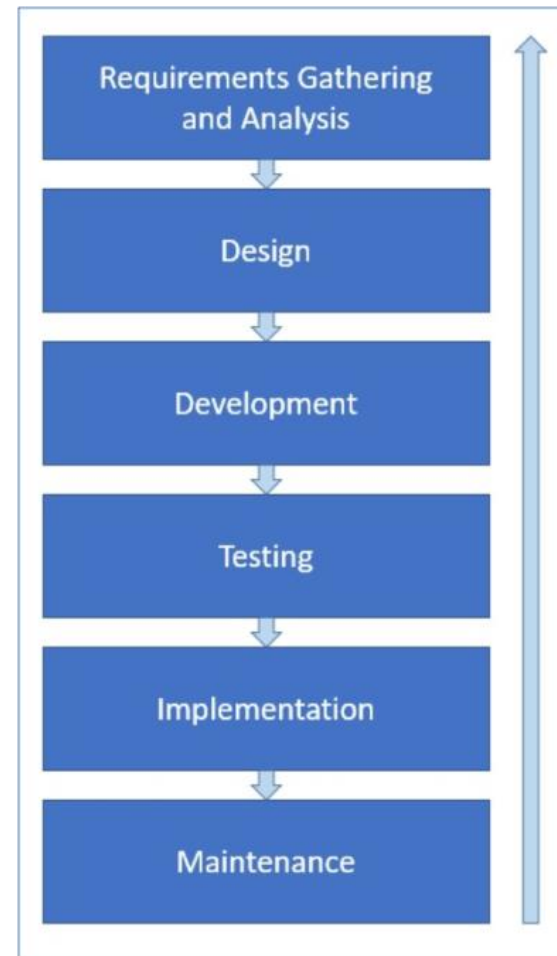 Requirements Gathering
and Analysis
Design
Development
Testing
Implementation
Maintenance